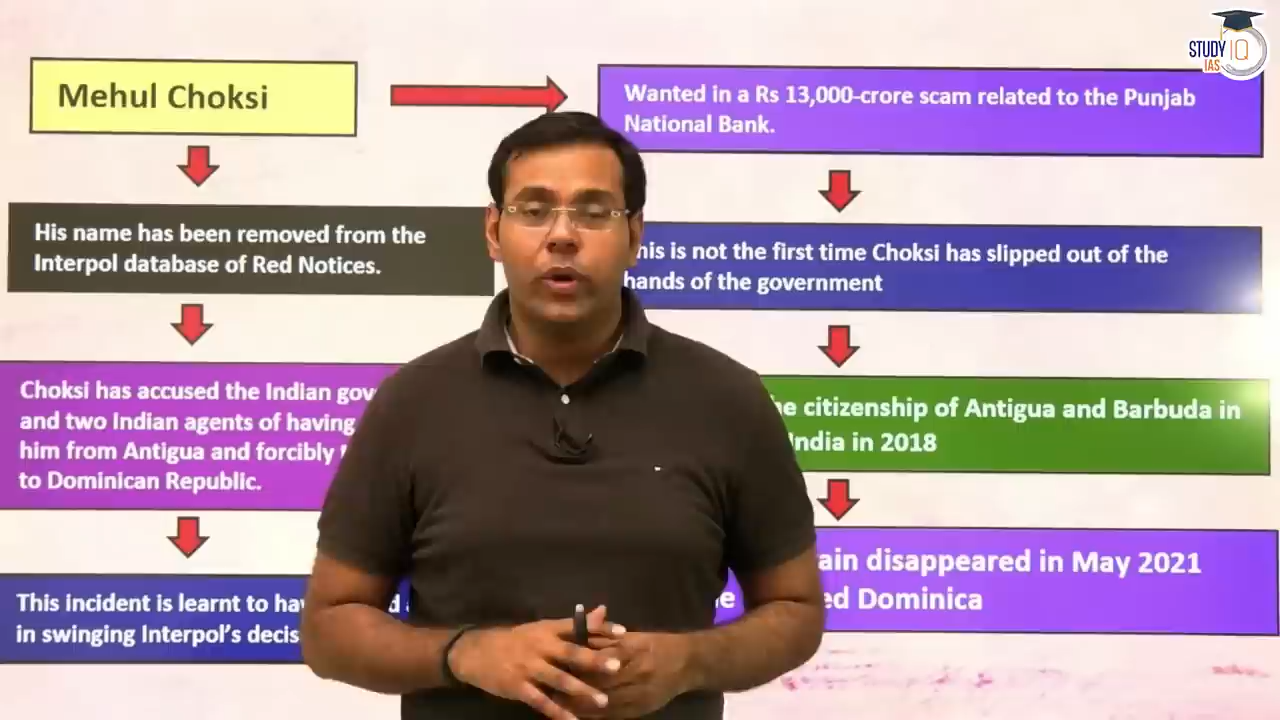 STUDY IQ
IAS
Mehul Choksi
Wanted in a Rs 13,000-crore scam related to the Punjab
National Bank.
His name has been removed from the
Interpol database of Red Notices.
is is not the first time Choksi has slipped out of the
hands of the government
Choksi has accused the Indian gov
and two Indian agents of having
him from Antigua and forcibly
to Dominican Republic.
he citizenship of Antigua and Barbuda in
India in 2018
ain disappeared in May 2021
ed Dominica
This incident is learnt to
in swinging Interpol's decis